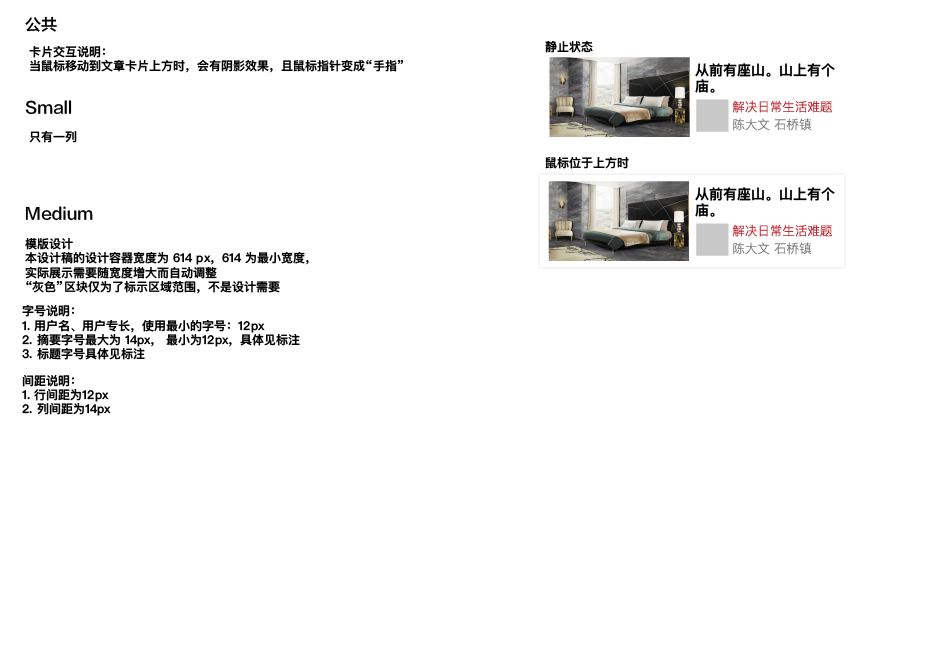 公共
卡片交互说明：
当鼠标移动到文章卡片上方时，会有阴影效果，且鼠标指针变成“手指”
Small
只有一列
Medium
模版设计
本设计稿的设计容器宽度为 614 px，614 为最小宽度，
实际展示需要随宽度增大而自动调整
“灰色”区块仅为了标示区域范围，不是设计需要
字号说明：
1. 用户名、用户专长，使用最小的字号：12px
2. 摘要字号最大为 14px， 最小为12px，具体见标注
3. 标题字号具体见标注
间距说明：
1. 行间距为12px
2. 列间距为14px
静止状态
从前有座山。山上有个
庙。
解决日常生活难题
陈大文 石桥镇
鼠标位于上方时
从前有座山。山上有个
庙。
解决日常生活难题
陈大文 石桥镇